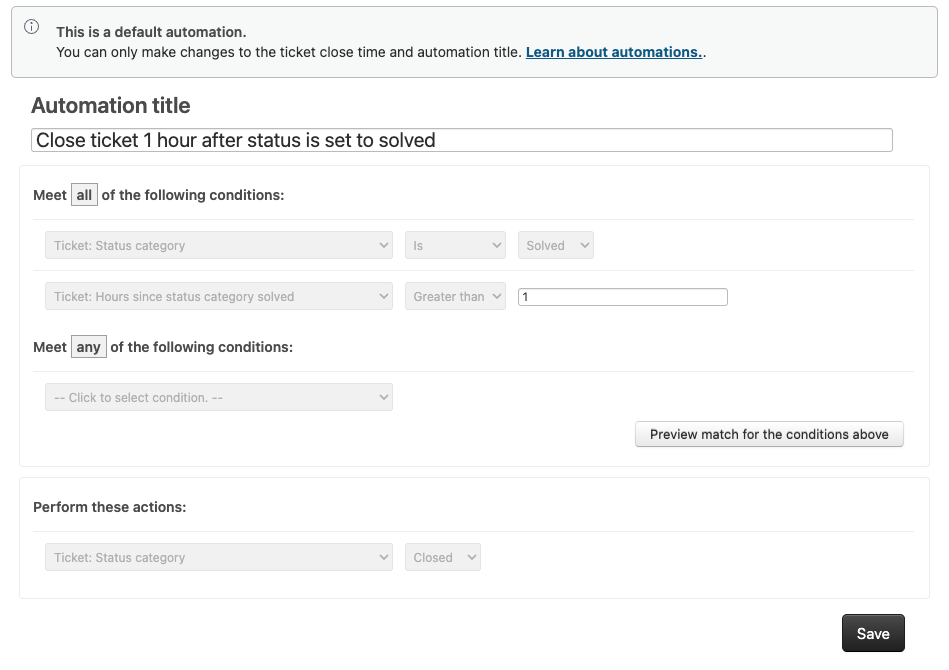 This is a default automation.
You can only make changes to the ticket close time and automation title. Learn about automations..
Automation title
Close ticket 1 hour after status is set to solved
Meet all of the following conditions:
Ticket: Status category Is Solved
Ticket: Hours since status category solved Greater than 1
Meet any of the following conditions:
-- Click to select condition. --
Preview match for the conditions above
Perform these actions:
Ticket: Status category Closed
Save